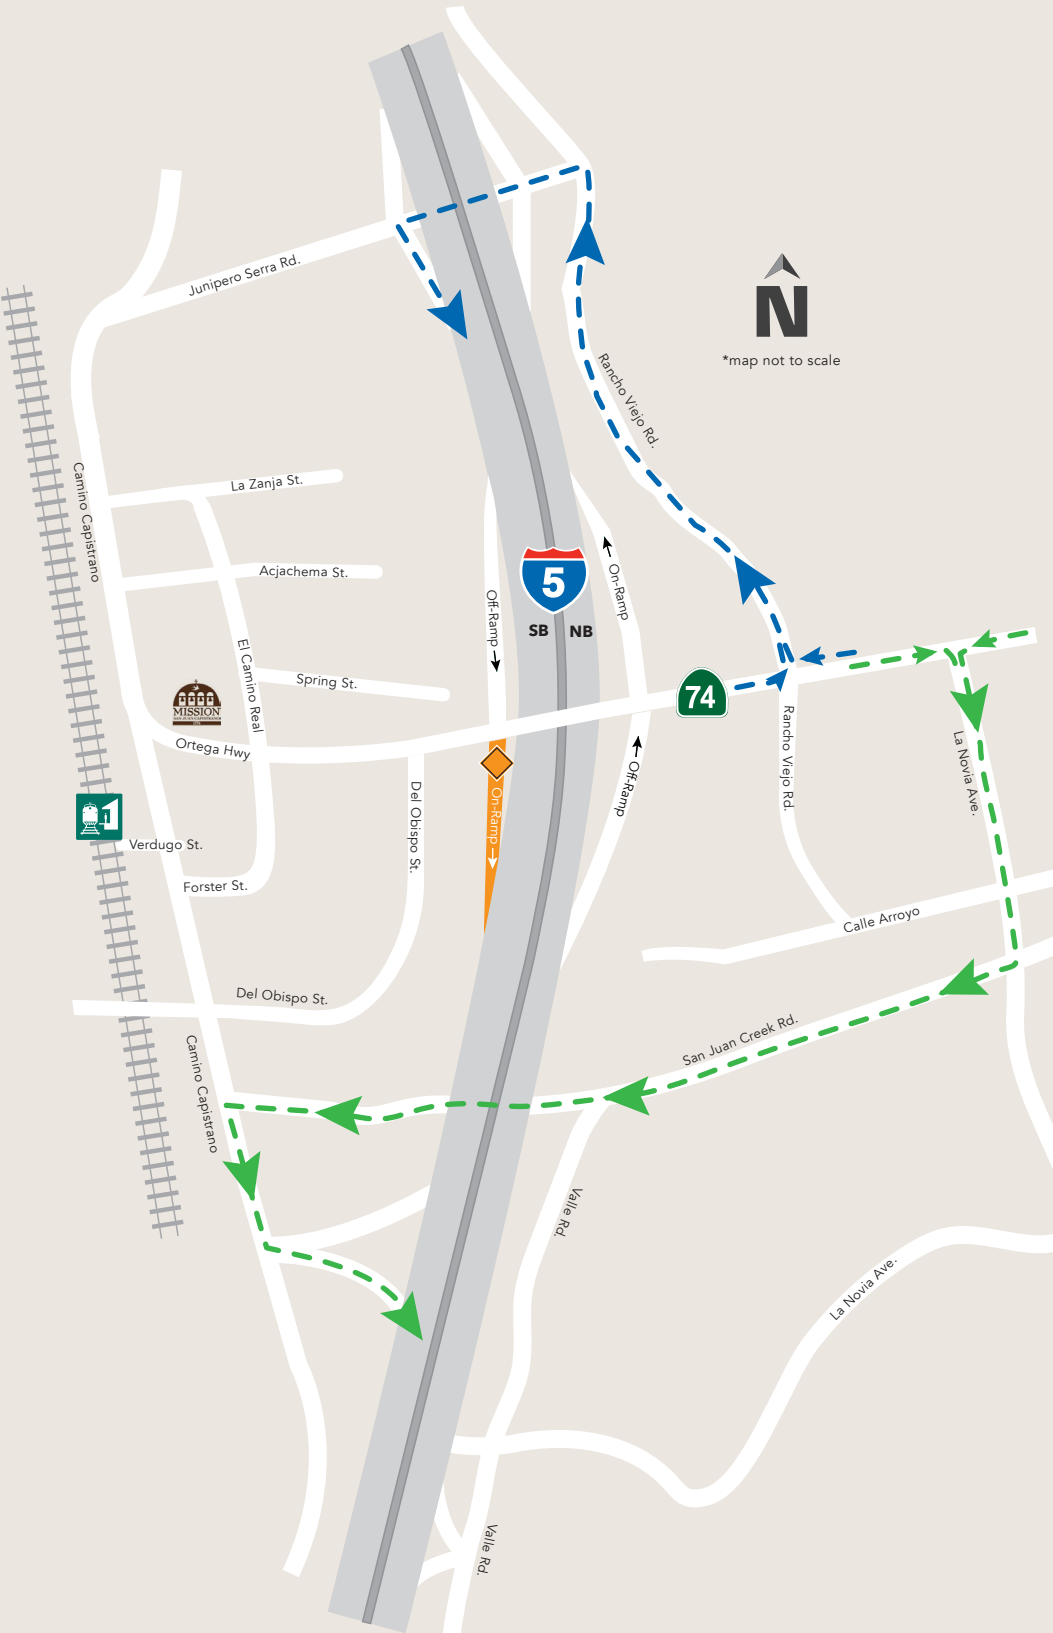 Junipero Serra Rd.
N
*map not to scale
Rancho Viejo Rd.
Camino Capistrano
La Zanja St.
Acjachema St.
5
On-Ramp
Off-Ramp
SB
NB
El Camino Real
Spring St.
MISSION
SAN JUAN CAPISTRANO
74
Ortega Hwy
Rancho Viejo Rd.
La Novia Ave.
On-Ramp
Off-Ramp
Del Obispo St.
Verdugo St.
Forster St.
Calle Arroyo
Del Obispo St.
San Juan Creek Rd.
Camino Capistrano
Valle Rd.
La Novia Ave.
Valle Rd.